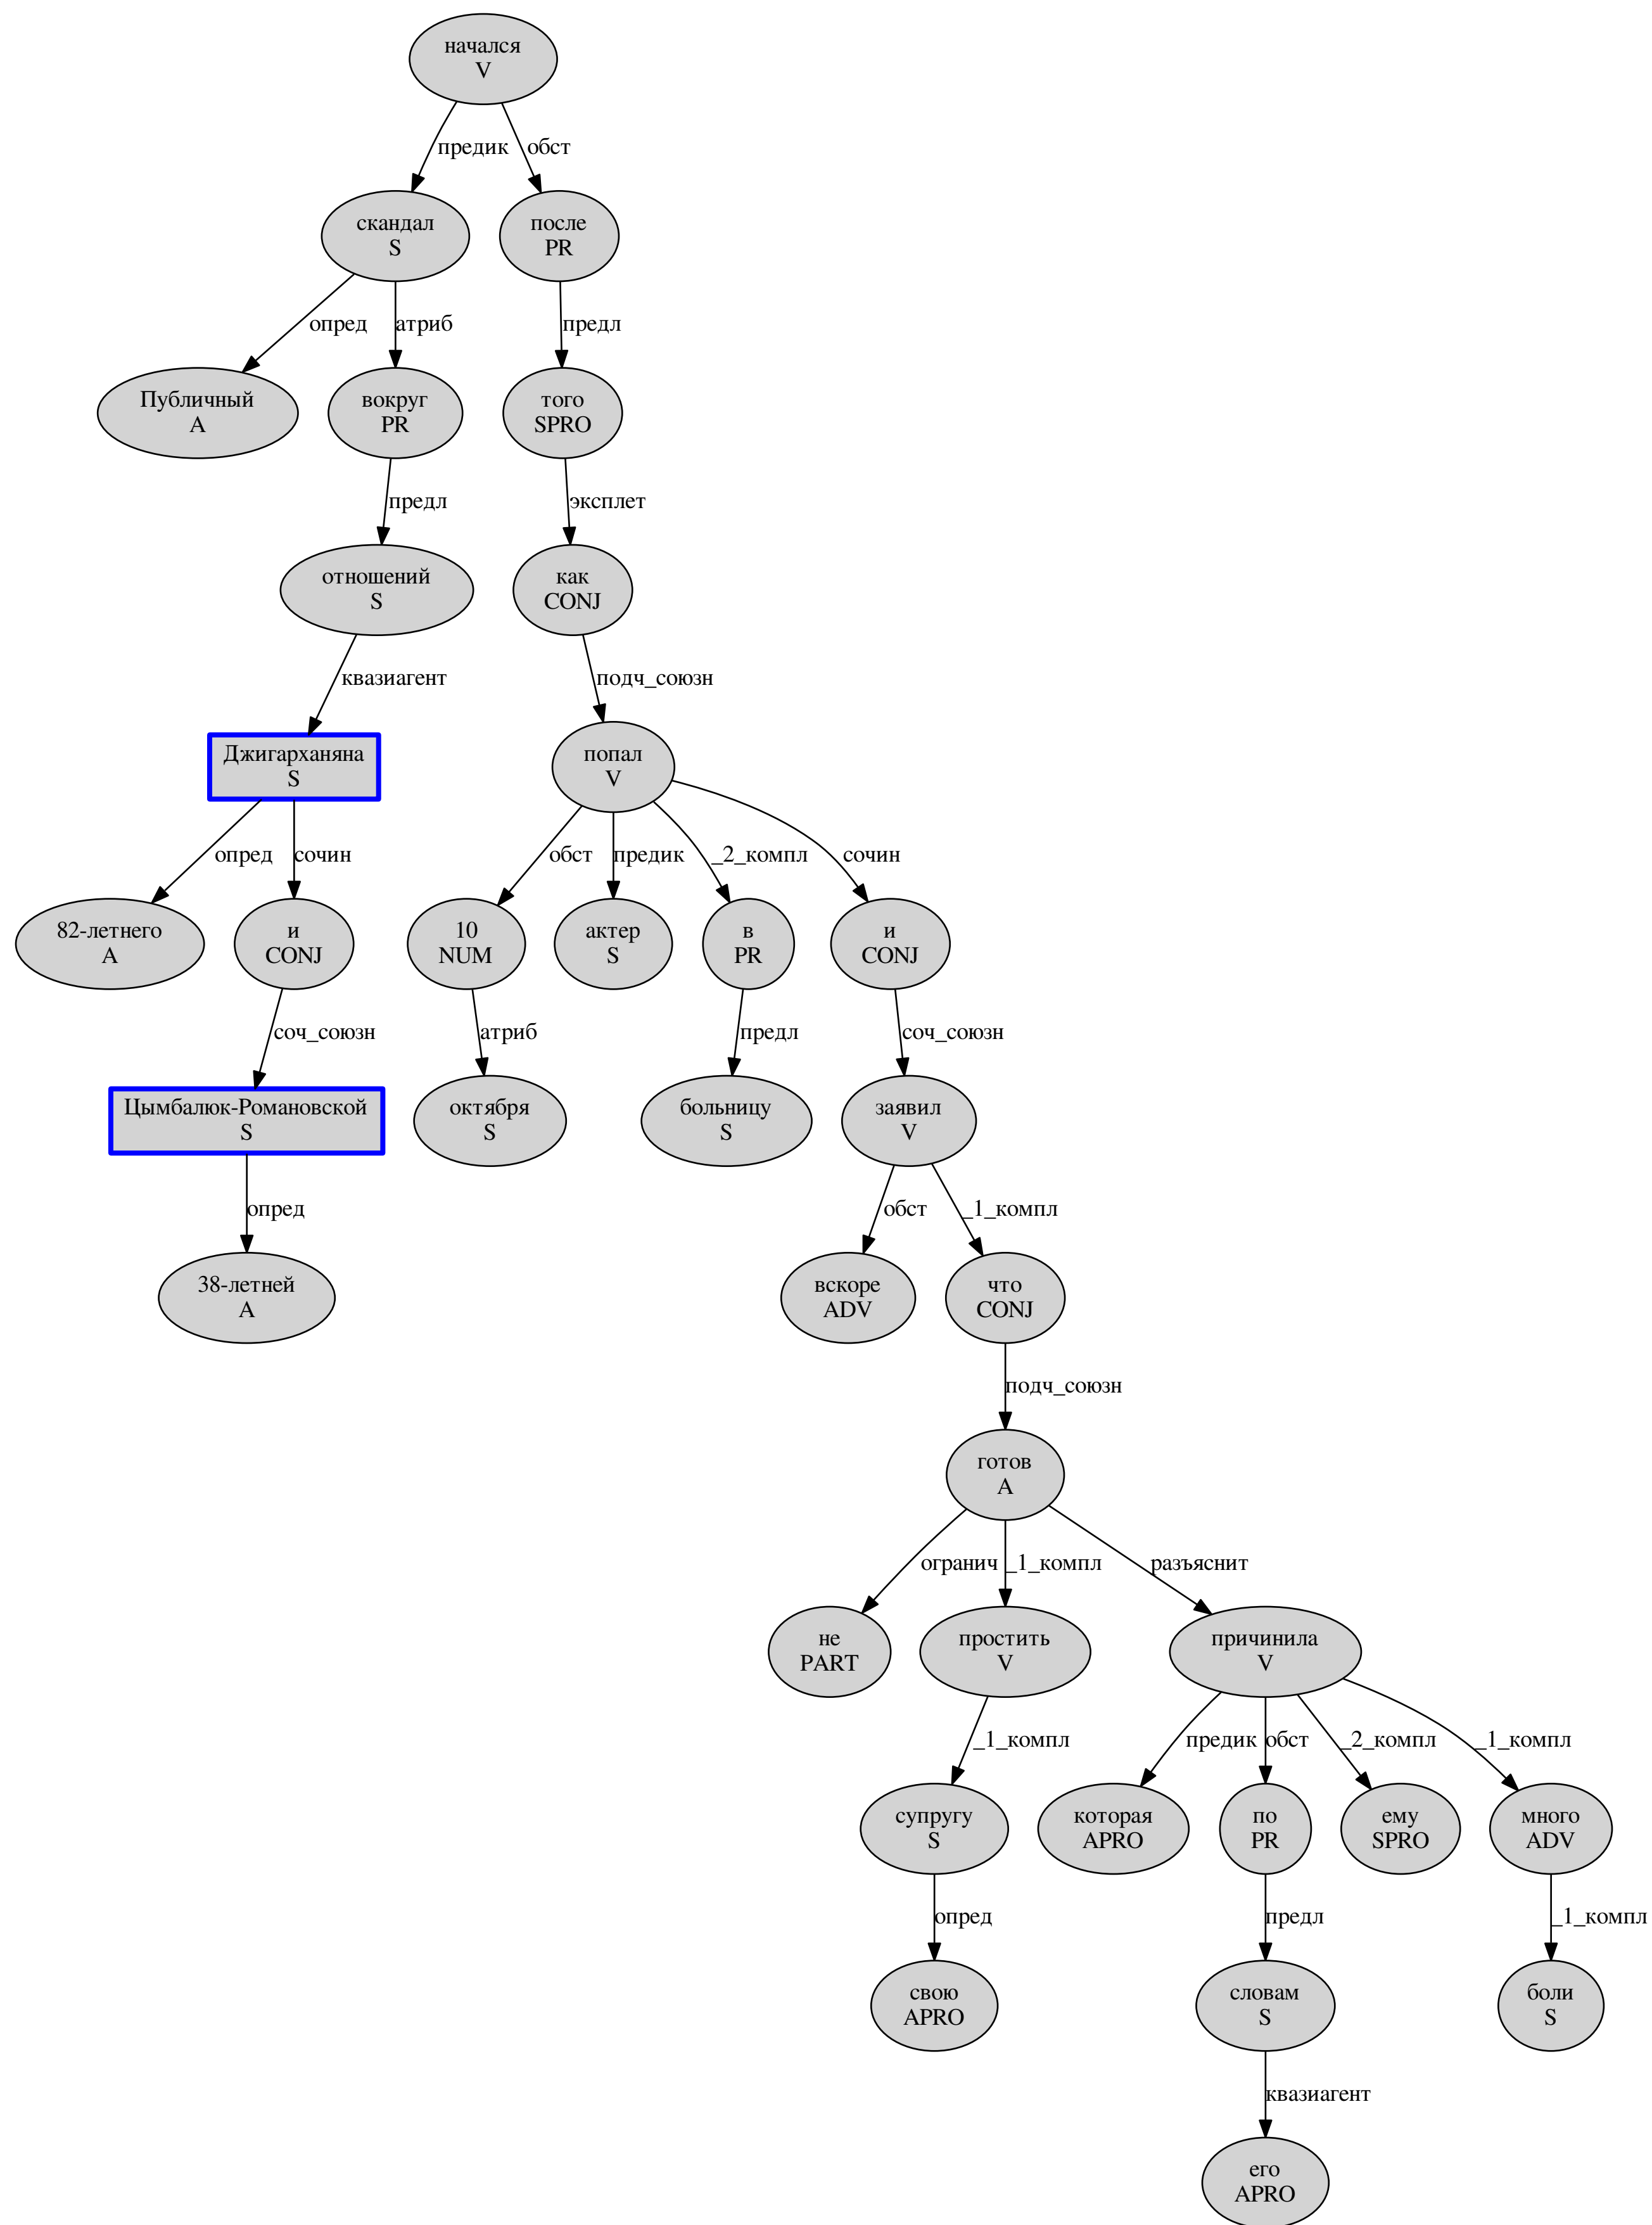 начался
V
предик
обст
скандал
S
после
PR
опред
атриб
предл
Публичный
A
вокруг
PR
того
SPRO
предл
эксплет
отношений
S
как
CONJ
квазиагент
подч_союзн
Джигарханяна
S
попал
V
опред
сочин
обст
предик
_2_компл
сочин
82-летнего
A
и
CONJ
10
NUM
актер
S
в
PR
и
CONJ
соч_союзн
атриб
предл
соч_союзн
Цымбалюк-Романовской
S
октября
S
больницу
S
заявил
V
опред
обст
_1_компл
38-летней
A
вскоре
ADV
что
CONJ
подч_союзн
готов
A
огранич
_1_компл
разъяснит
не
PART
простить
V
причинила
V
_1_компл
предик
обст
_2_компл
_1_компл
супругу
S
которая
APRO
по
PR
ему
SPRO
много
ADV
опред
предл
_1_компл
свою
APRO
словам
S
боли
S
квазиагент
его
APRO